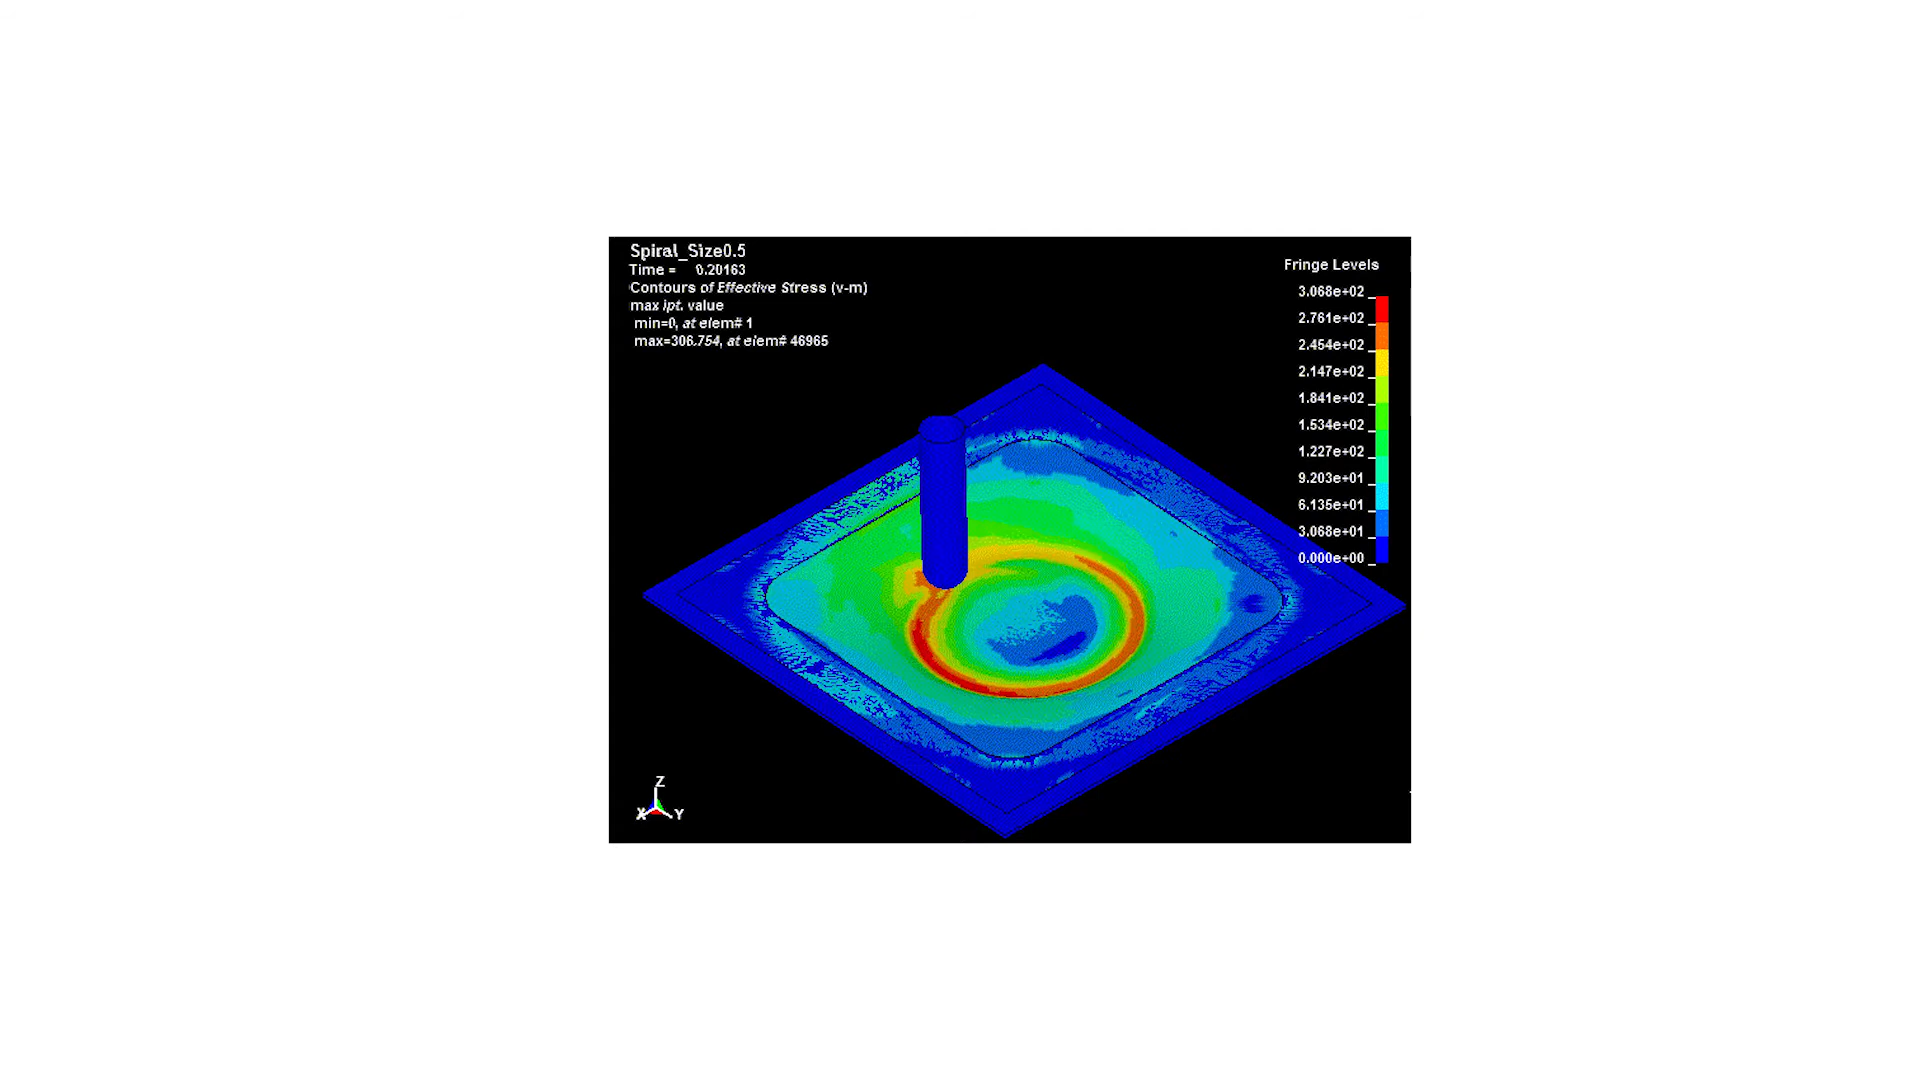 Spiral_Size0.5
Time = 0.20163
Contours of Effective Stress (v-m)
max ipt. value
min=0, at elem# 1
max=306.754, at elem# 46965
Fringe Levels
3.068e+02
2.761e+02
2.454e+02
2.147e+02
1.841e+02
1.534e+02
1.227e+02
9.203e+01
6.135e+01
3.068e+01
0.000e+00
Z
X Y